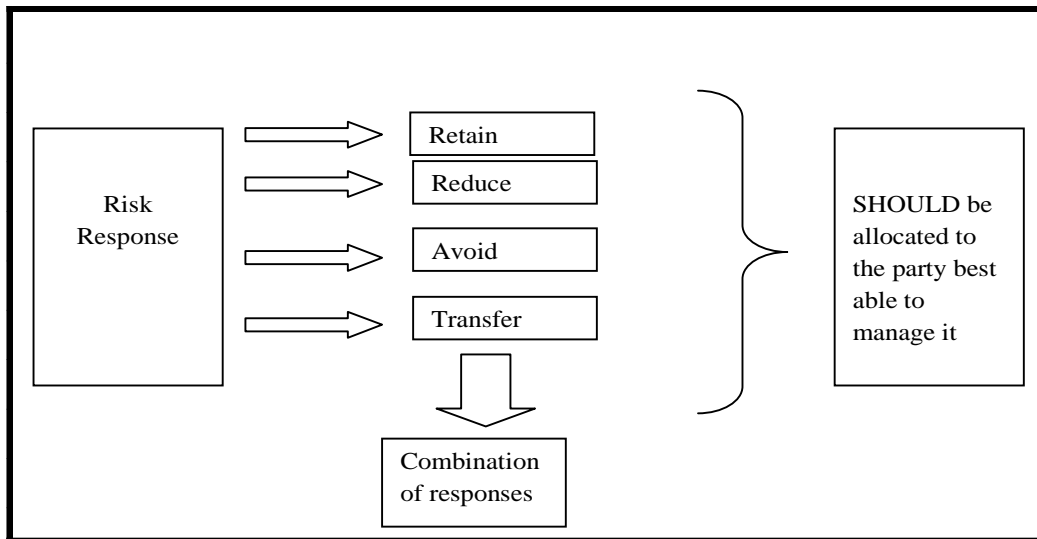 Risk
Response
Retain
Reduce
Avoid
Transfer
Combination
of responses
SHOULD be
allocated to
the party best
able to
manage it